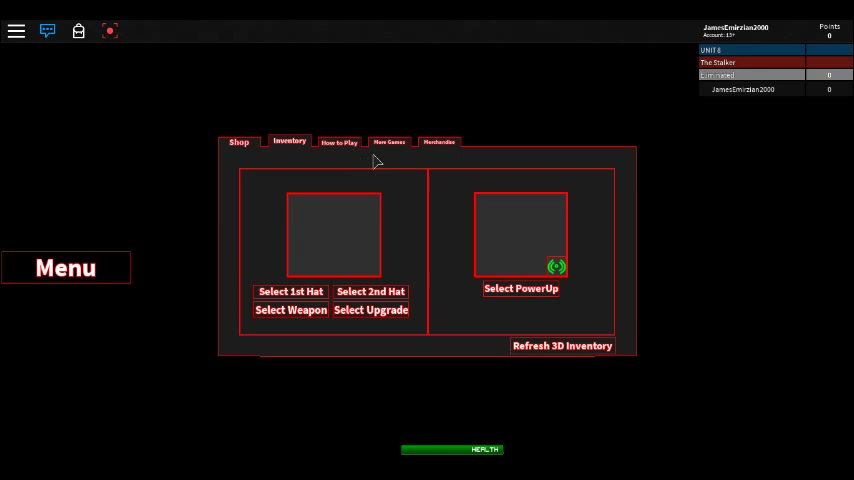 JamesEmirzian2000
Account: 13+
Points
0
UNIT 8
The Stalker
Eliminated 0
JamesEmirzian2000 0
Shop
Inventory
How to Play
More Games
Merchandise
Menu
Select 1st Hat
Select 2nd Hat
Select Weapon
Select Upgrade
Select PowerUp
Refresh 3D Inventory
HEALTH